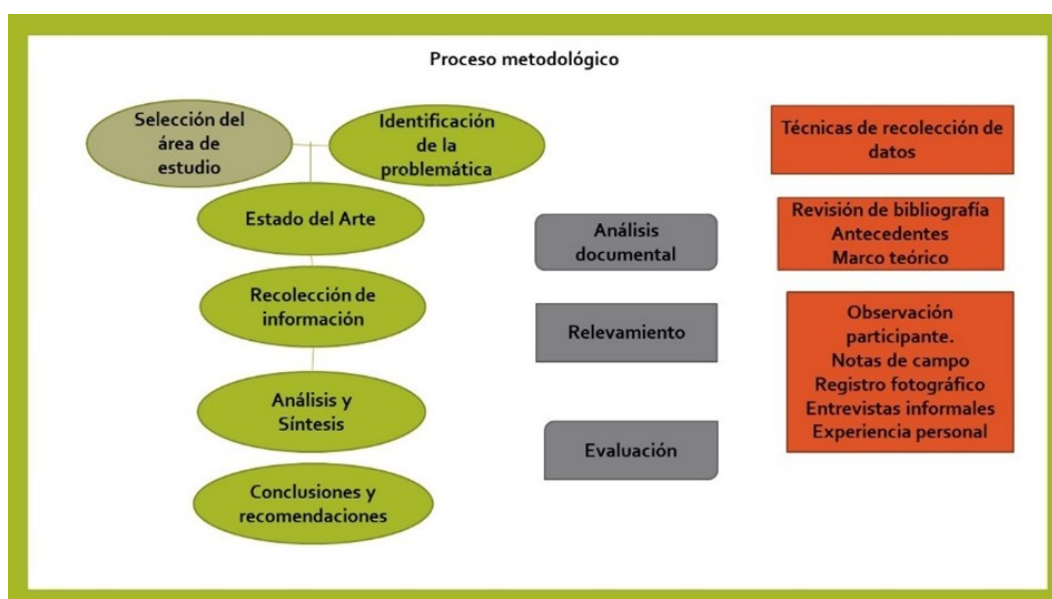 Proceso metodológico
Selección del
área de
estudio
Identificación
de la
problemática
Estado del Arte
Recolección de
información
Análisis y
Síntesis
Conclusiones y
recomendaciones
Análisis
documental
Relevamiento
Evaluación
Técnicas de recolección de
datos
Revisión de bibliografía
Antecedentes
Marco teórico
Observación
participante.
Notas de campo
Registro fotográfico
Entrevistas informales
Experiencia personal